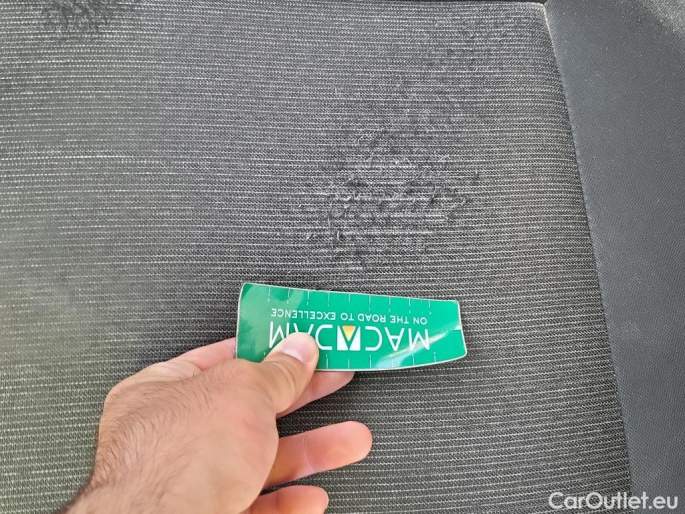 MACADAM
ON THE ROAD TO EXCELLENCE
CarOutlet.eu